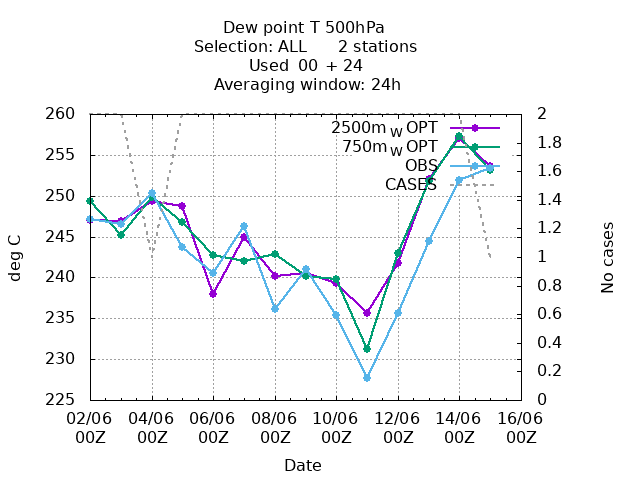 Dew point T 500hPa
Selection: ALL      2 stations
Used  00  + 24
Averaging window: 24h
260
255
250
245
240
235
230
225
2
1.8
1.6
1.4
1.2
1
0.8
0.6
0.4
0.2
0
2500m W OPT
750m W OPT
OBS
CASES
deg C
No cases
02/06 04/06 06/06 08/06 10/06 12/06 14/06 16/06
00Z 00Z 00Z 00Z 00Z 00Z 00Z 00Z
Date